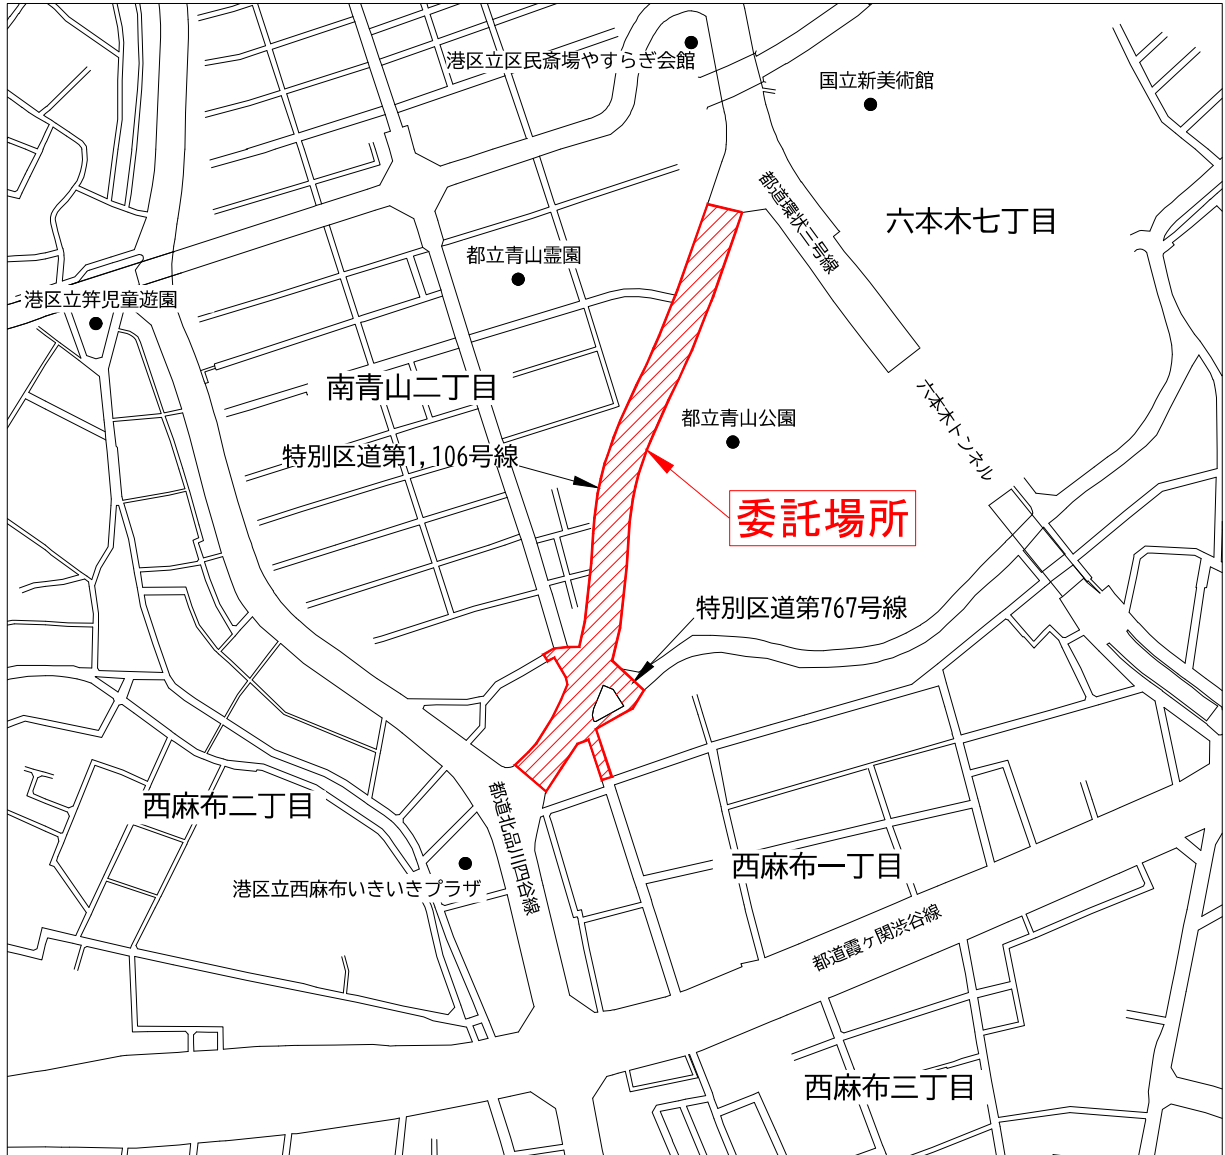 港区立区民斎場やすらぎ会館
国立新美術館
都道環状三号線
六本木七丁目
都立青山霊園
港区立笄児童遊園
南青山二丁目
六本木トンネル
都立青山公園
特別区道第1,106号線
委託場所
特別区道第767号線
都道北品川四谷線
西麻布二丁目
西麻布一丁目
港区立西麻布いきいきプラザ
都道霞ヶ関渋谷線
西麻布三丁目